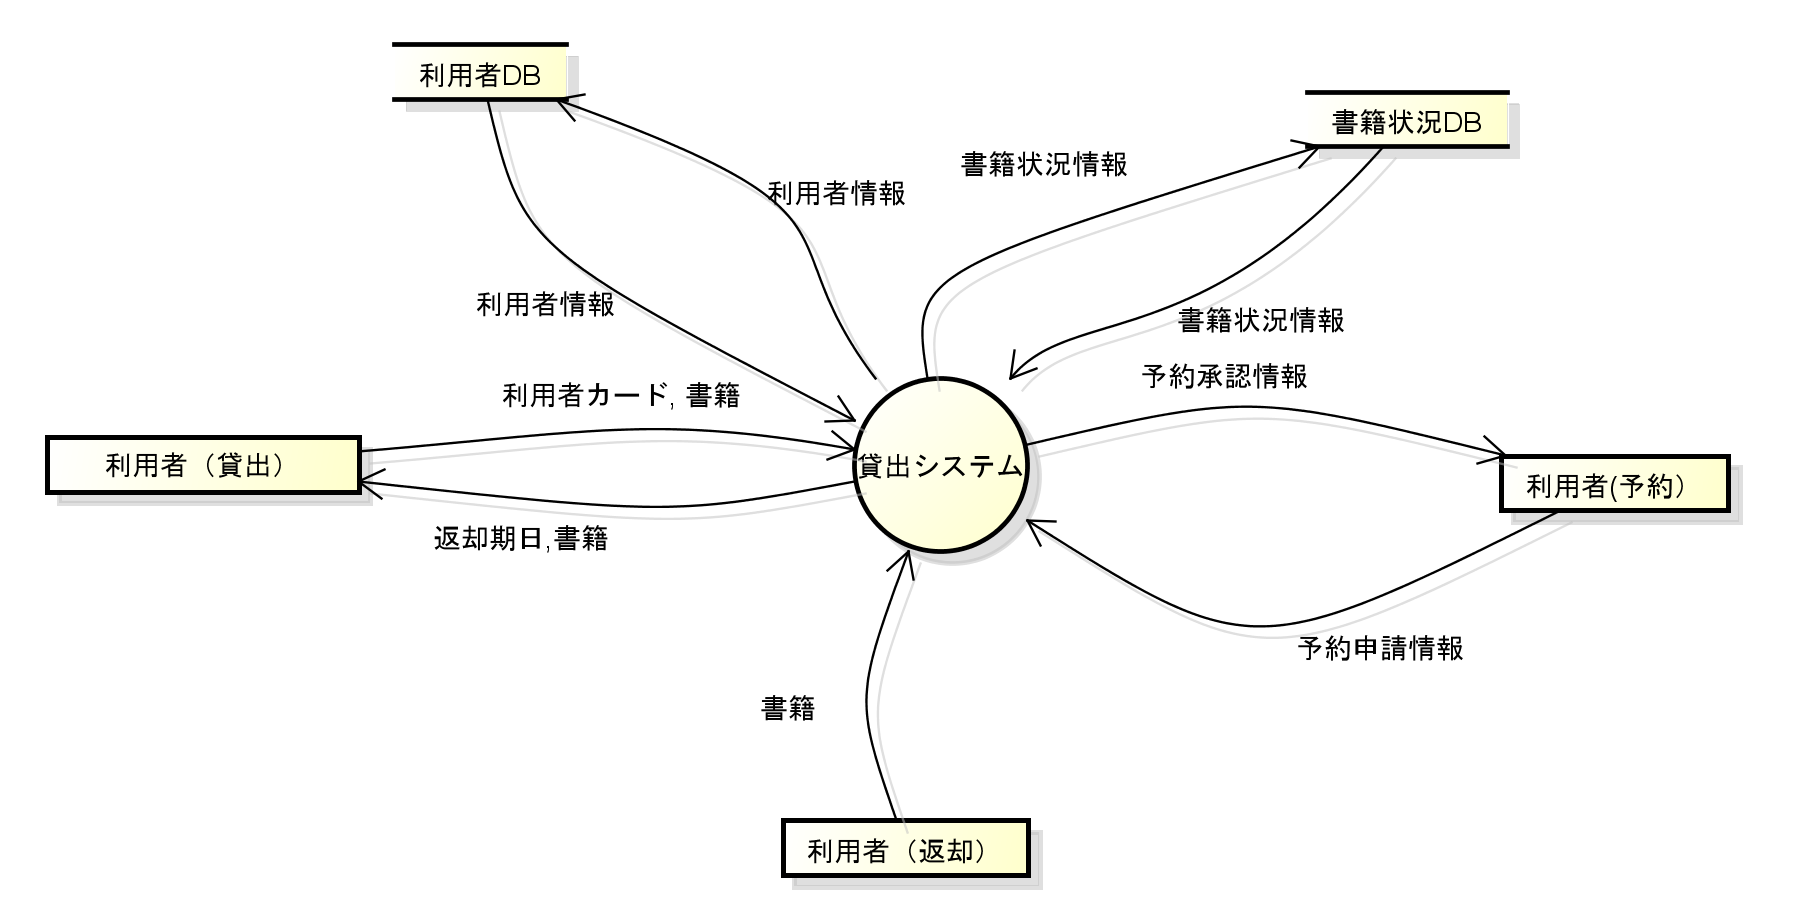 利用者DB
書籍状況DB
書籍状況情報
利用者情報
利用者情報
書籍状況情報
予約承認情報
利用者カード, 書籍
利用者（貸出）
貸出システム
利用者(予約）
返却期日,書籍
予約申請情報
書籍
利用者（返却）